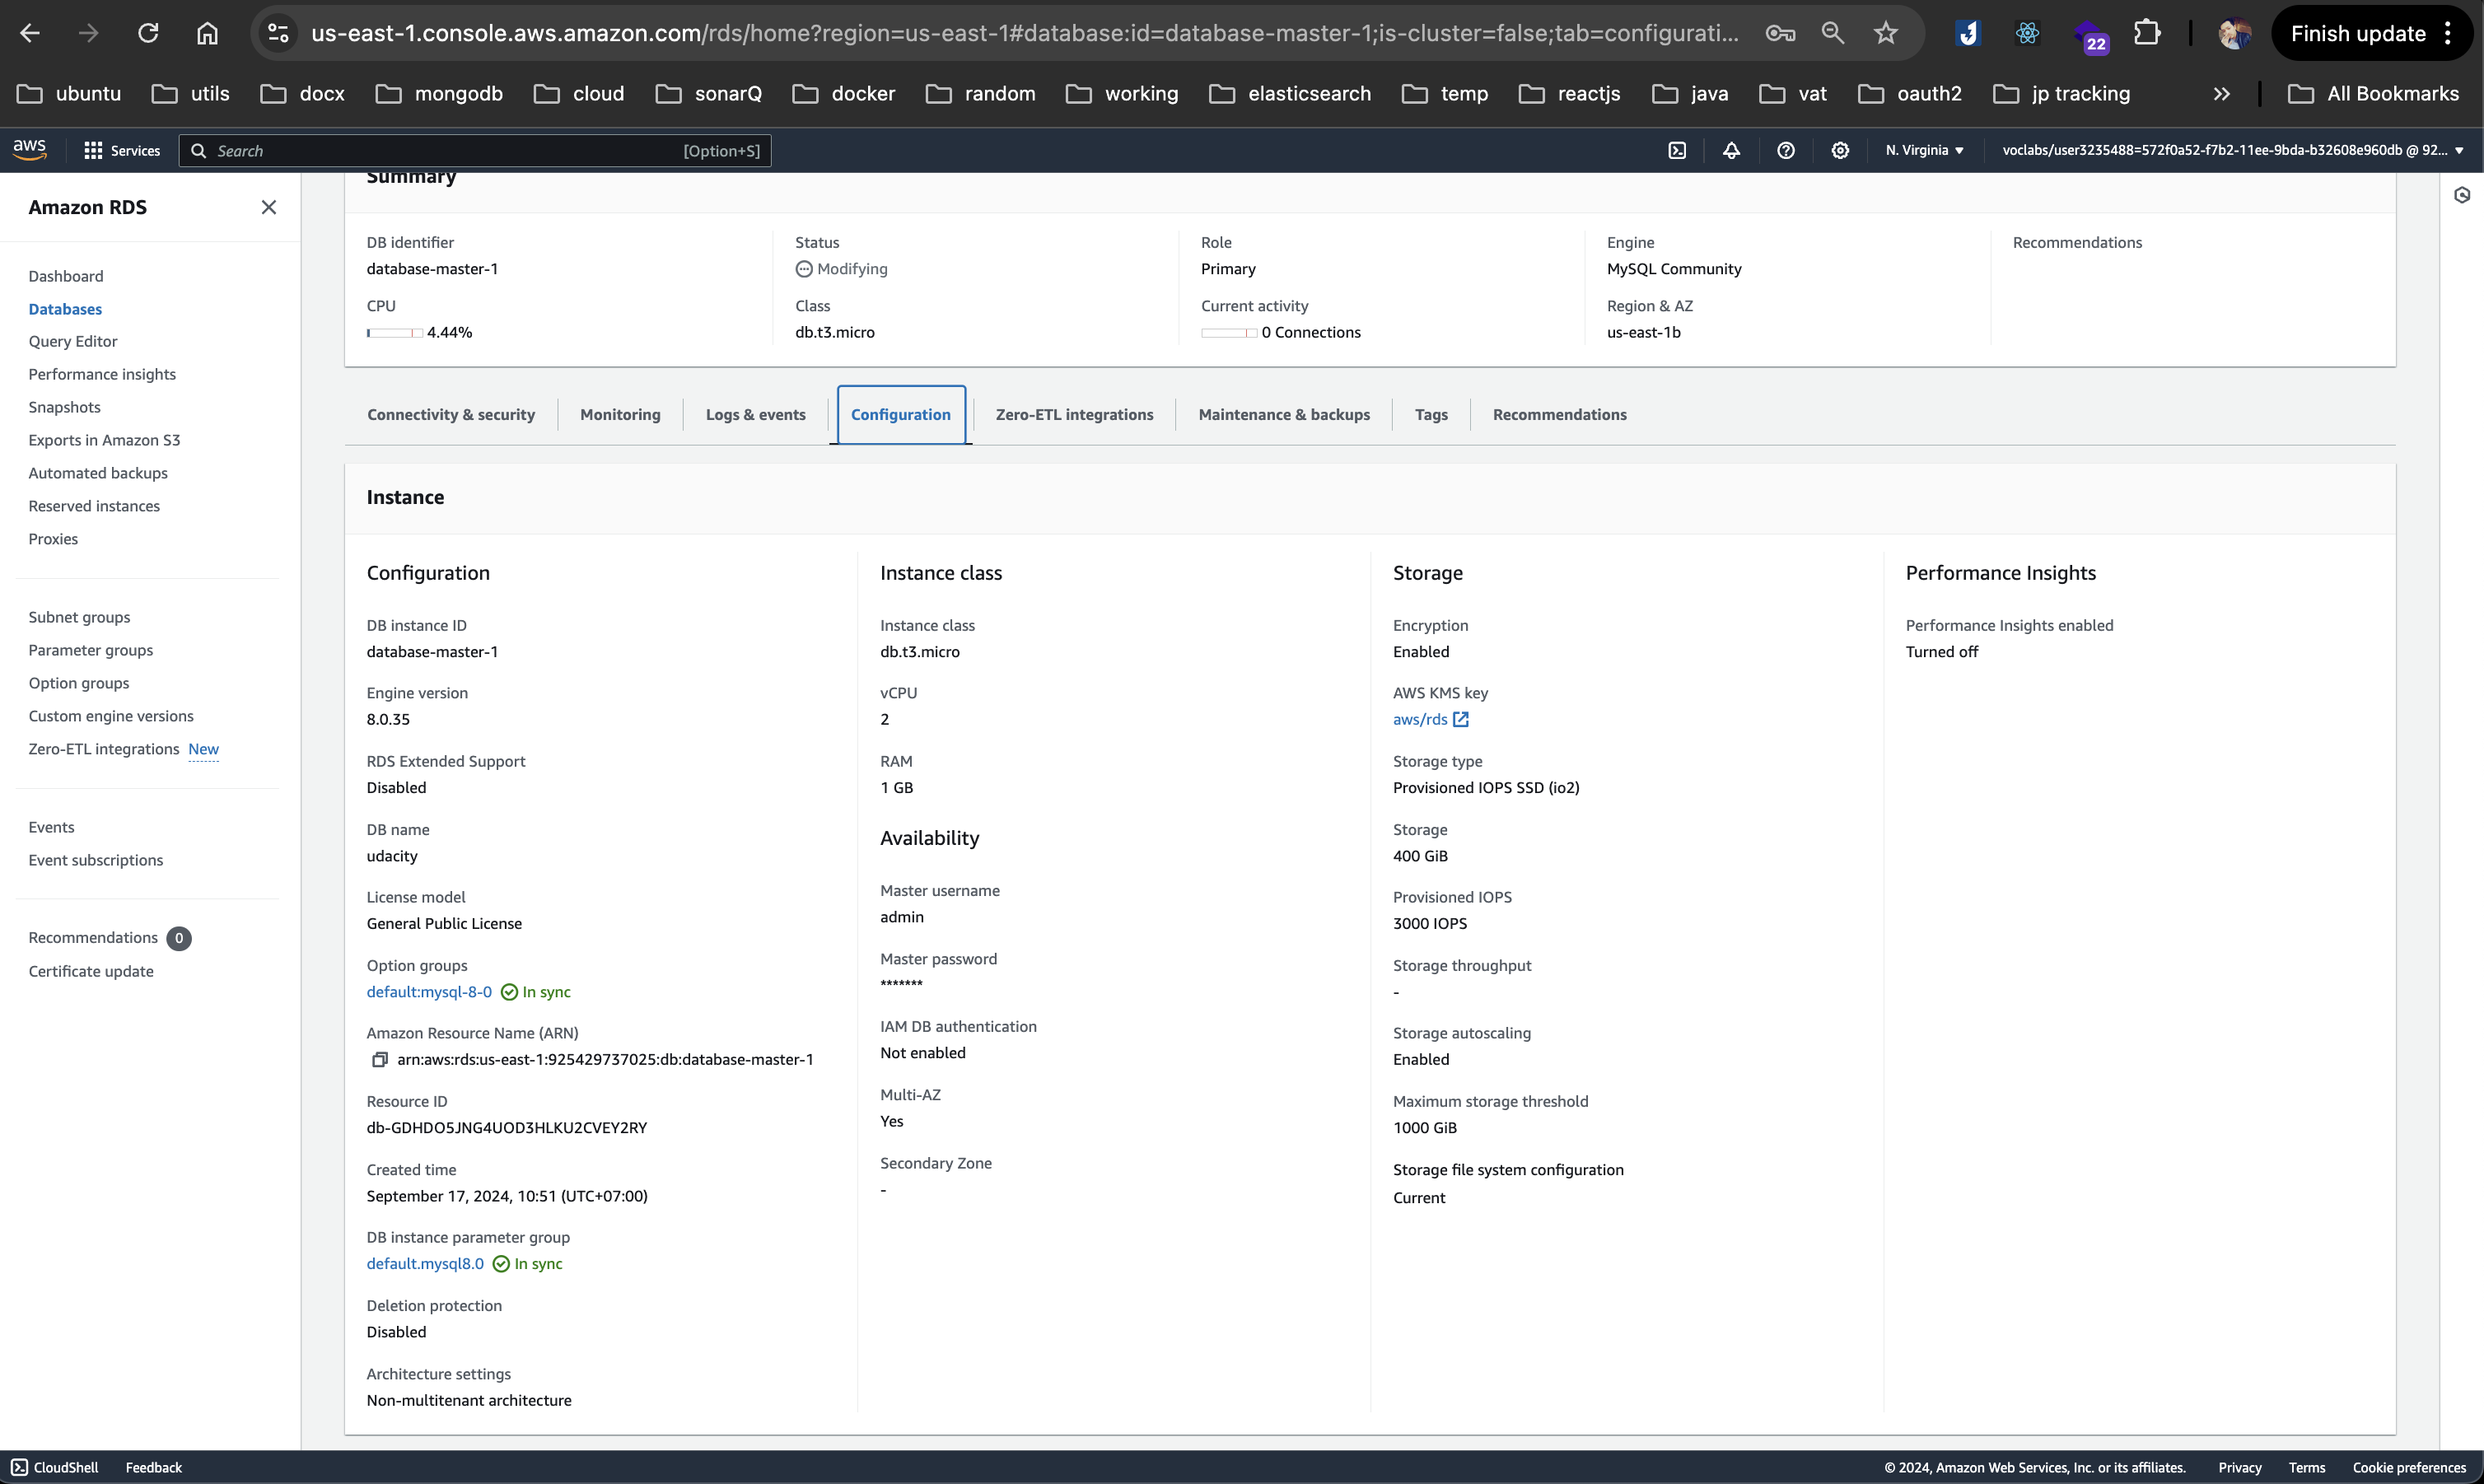 us-east-1.console.aws.amazon.com/rds/home?region=us-east-1#database:id=database-master-1;is-cluster=false;tab=configurati...
22
Finish update
ubuntu utils docx mongodb cloud sonarQ docker random working elasticsearch temp reactjs java vat oauth2 jp tracking » All Bookmarks
aws Services Search [Option+S] N. Virginia voclabs/user3235488=572f0a52-f7b2-11ee-9bda-b32608e960db @ 92...
Amazon RDS
Dashboard
Databases
Query Editor
Performance insights
Snapshots
Exports in Amazon S3
Automated backups
Reserved instances
Proxies
Subnet groups
Parameter groups
Option groups
Custom engine versions
Zero-ETL integrations New
Events
Event subscriptions
Recommendations 0
Certificate update
Summary
DB identifier
database-master-1
CPU
4.44%
Status
Modifying
Class
db.t3.micro
Role
Primary
Current activity
0 Connections
Engine
MySQL Community
Region & AZ
us-east-1b
Recommendations
Connectivity & security Monitoring Logs & events Configuration Zero-ETL integrations Maintenance & backups Tags Recommendations
Instance
Configuration
DB instance ID
database-master-1
Engine version
8.0.35
RDS Extended Support
Disabled
DB name
udacity
License model
General Public License
Option groups
default:mysql-8-0 In sync
Amazon Resource Name (ARN)
arn:aws:rds:us-east-1:925429737025:db:database-master-1
Resource ID
db-GDHDO5JNG4UOD3HLKU2CVEY2RY
Created time
September 17, 2024, 10:51 (UTC+07:00)
DB instance parameter group
default.mysql8.0 In sync
Deletion protection
Disabled
Architecture settings
Non-multitenant architecture
Instance class
Instance class
db.t3.micro
vCPU
2
RAM
1 GB
Availability
Master username
admin
Master password
*******
IAM DB authentication
Not enabled
Multi-AZ
Yes
Secondary Zone
-
Storage
Encryption
Enabled
AWS KMS key
aws/rds
Storage type
Provisioned IOPS SSD (io2)
Storage
400 GiB
Provisioned IOPS
3000 IOPS
Storage throughput
-
Storage autoscaling
Enabled
Maximum storage threshold
1000 GiB
Storage file system configuration
Current
Performance Insights
Performance Insights enabled
Turned off
CloudShell Feedback © 2024, Amazon Web Services, Inc. or its affiliates. Privacy Terms Cookie preferences